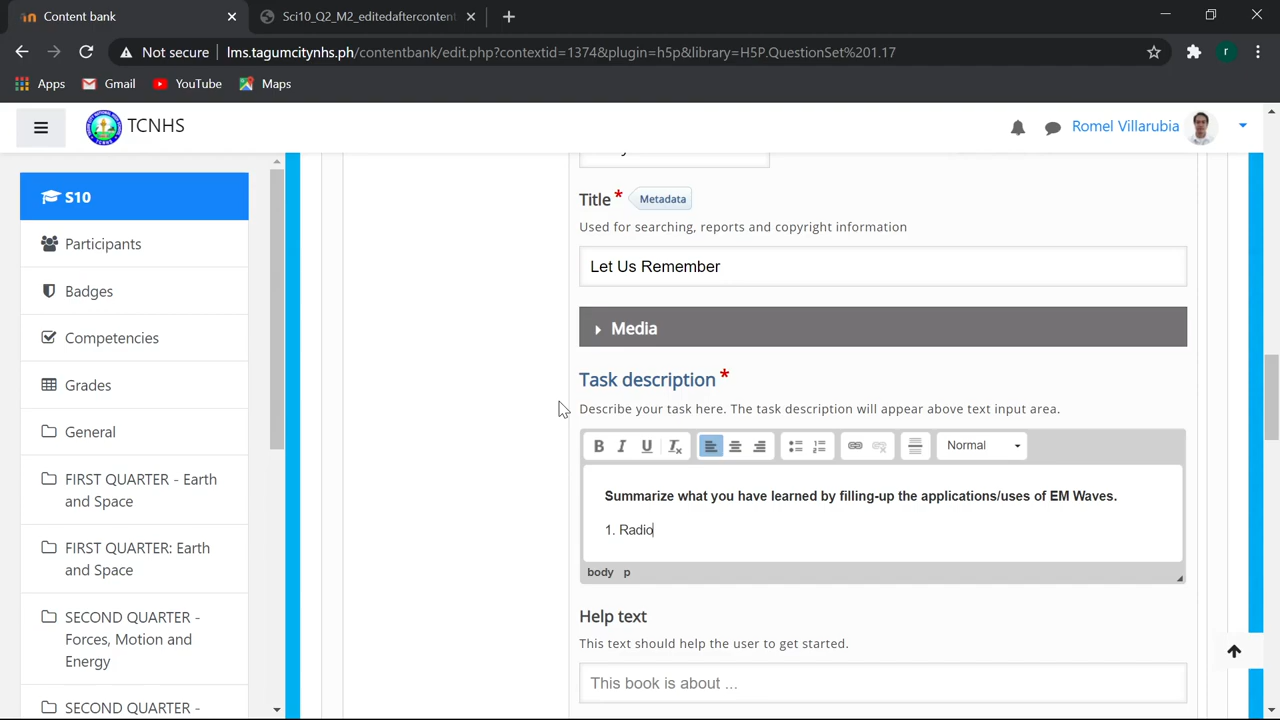 Content bank
Sci10_Q2_M2_editedaftercontent
Not secure
lms.tagumcitynhs.ph/contentbank/edit.php?contextid=1374&plugin=h5p&library=H5P.QuestionSet%201.17
r
Apps
Gmail
YouTube
Maps
TCNHS
Romel Villarubia
S10
Participants
Badges
Competencies
Grades
General
FIRST QUARTER - Earth
and Space
FIRST QUARTER: Earth
and Space
SECOND QUARTER -
Forces, Motion and
Energy
SECOND QUARTER -
Title *
Metadata
Used for searching, reports and copyright information
Let Us Remember
Media
Task description *
Describe your task here. The task description will appear above text input area.
B I U Tx
Normal
Summarize what you have learned by filling-up the applications/uses of EM Waves.
1. Radio
body p
Help text
This text should help the user to get started.
This book is about ...